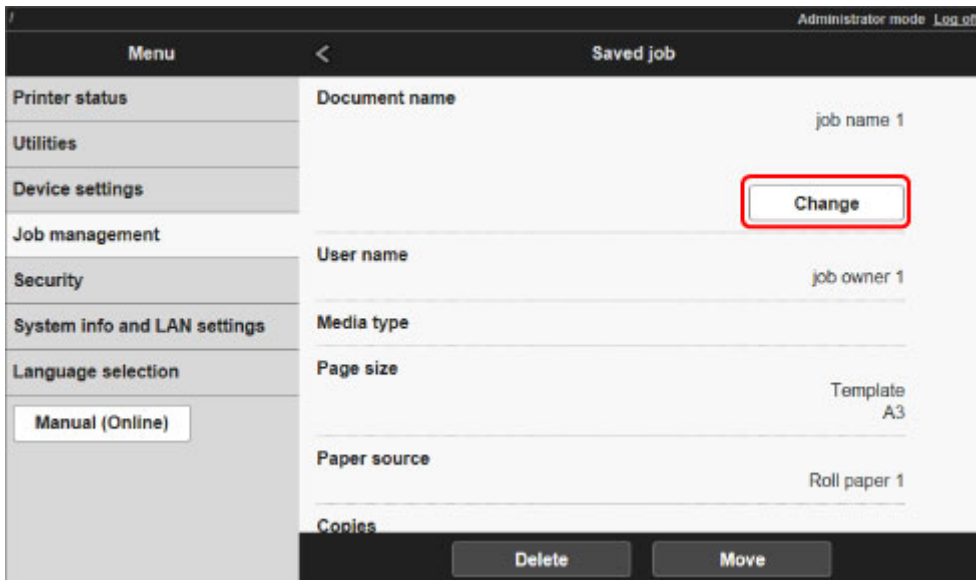 /
Administrator mode Log off
Menu
<
Saved job
Printer status
Utilities
Device settings
Job management
Security
System info and LAN settings
Language selection
Manual (Online)
Document name
job name 1
Change
User name
job owner 1
Media type
Page size
Template
A3
Paper source
Roll paper 1
Copies
Delete
Move